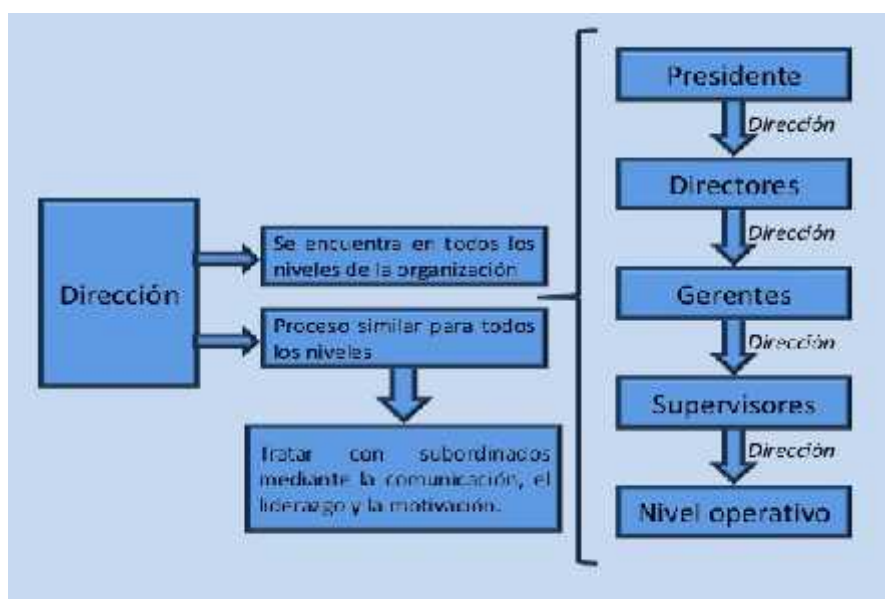 Dirección
Se encuentra en todos los
niveles de la organización
Proceso similar para todos
los niveles
Tratar con subordinados
mediante la comunicación, el
liderazgo y la motivación.
Presidente
Dirección
Directores
Dirección
Gerentes
Dirección
Supervisores
Dirección
Nivel operativo